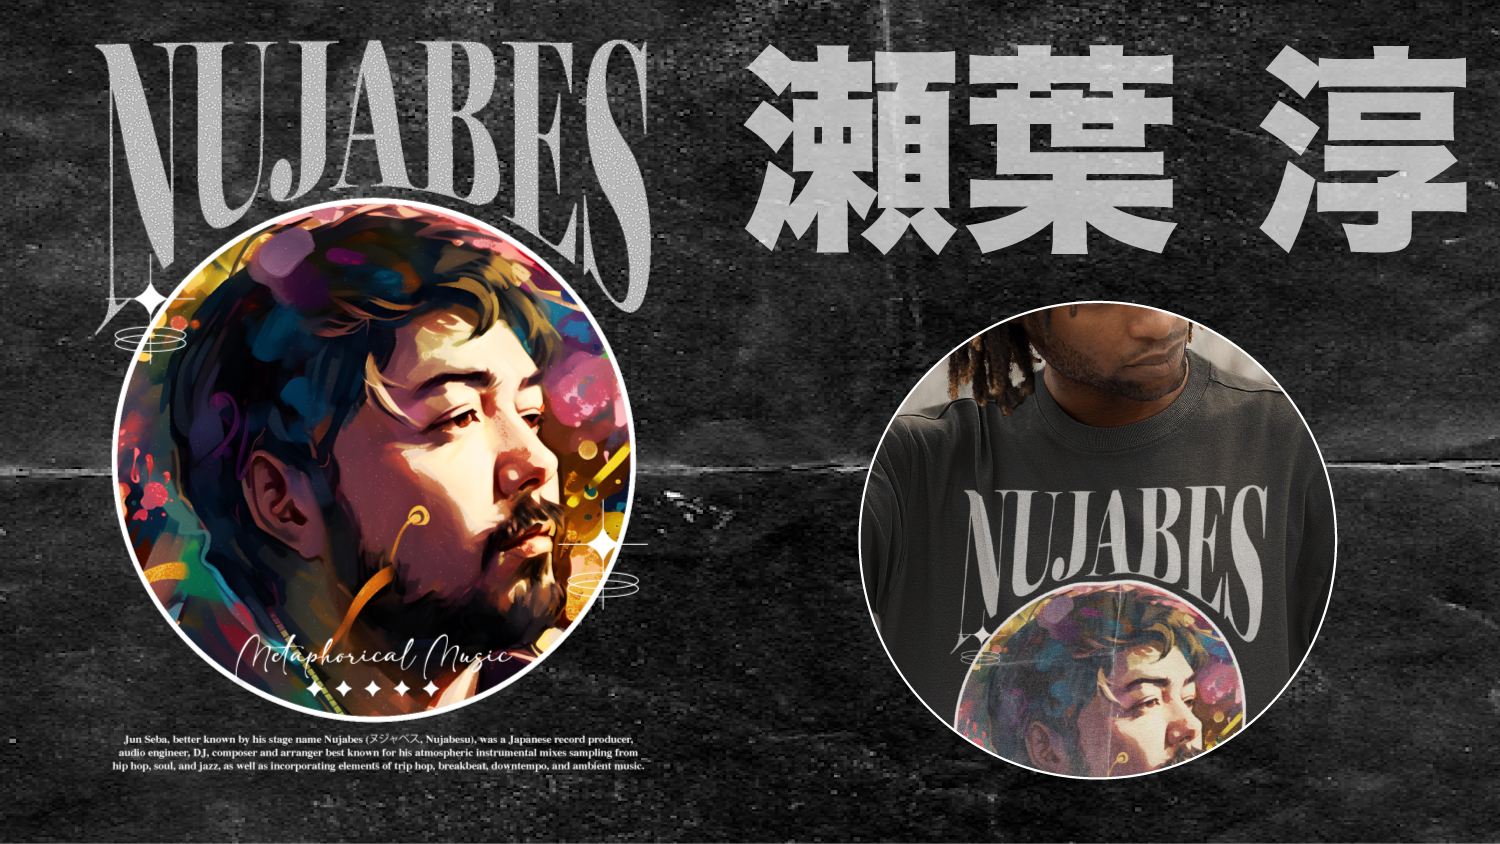 NUJABES
瀬葉 淳
Metaphorical Music
Jun Seba, better known by his stage name Nujabes (ヌジャベス, Nujabesu), was a Japanese record producer,
audio engineer, DJ, composer and arranger best known for his atmospheric instrumental mixes sampling from
hip hop, soul, and jazz, as well as incorporating elements of trip hop, breakbeat, downtempo, and ambient music.
NUJABES